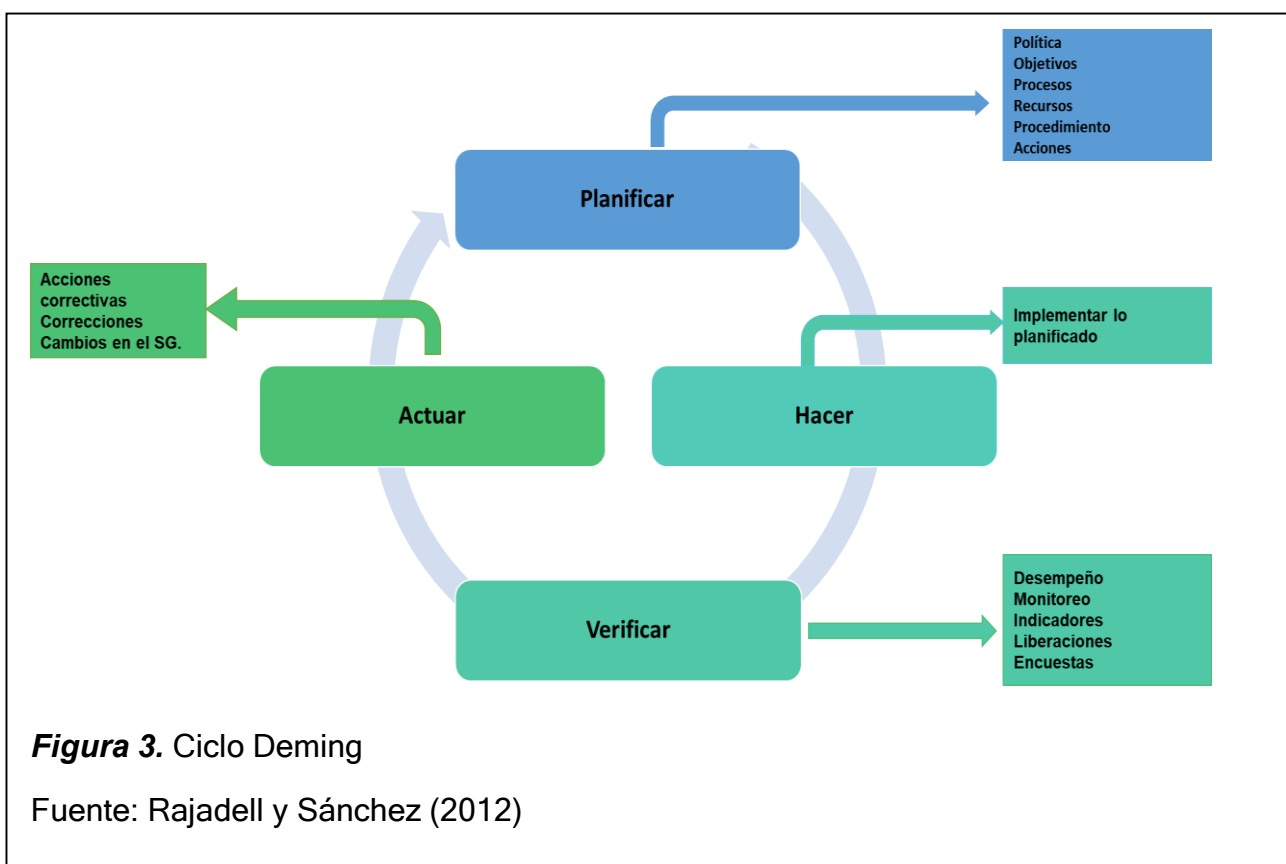 Política
Objetivos
Procesos
Recursos
Procedimiento
Acciones
Planificar
Acciones
correctivas
Correcciones
Cambios en el SG.
Implementar lo
planificado
Actuar
Hacer
Verificar
Desempeño
Monitoreo
Indicadores
Liberaciones
Encuestas
Figura 3. Ciclo Deming
Fuente: Rajadell y Sánchez (2012)